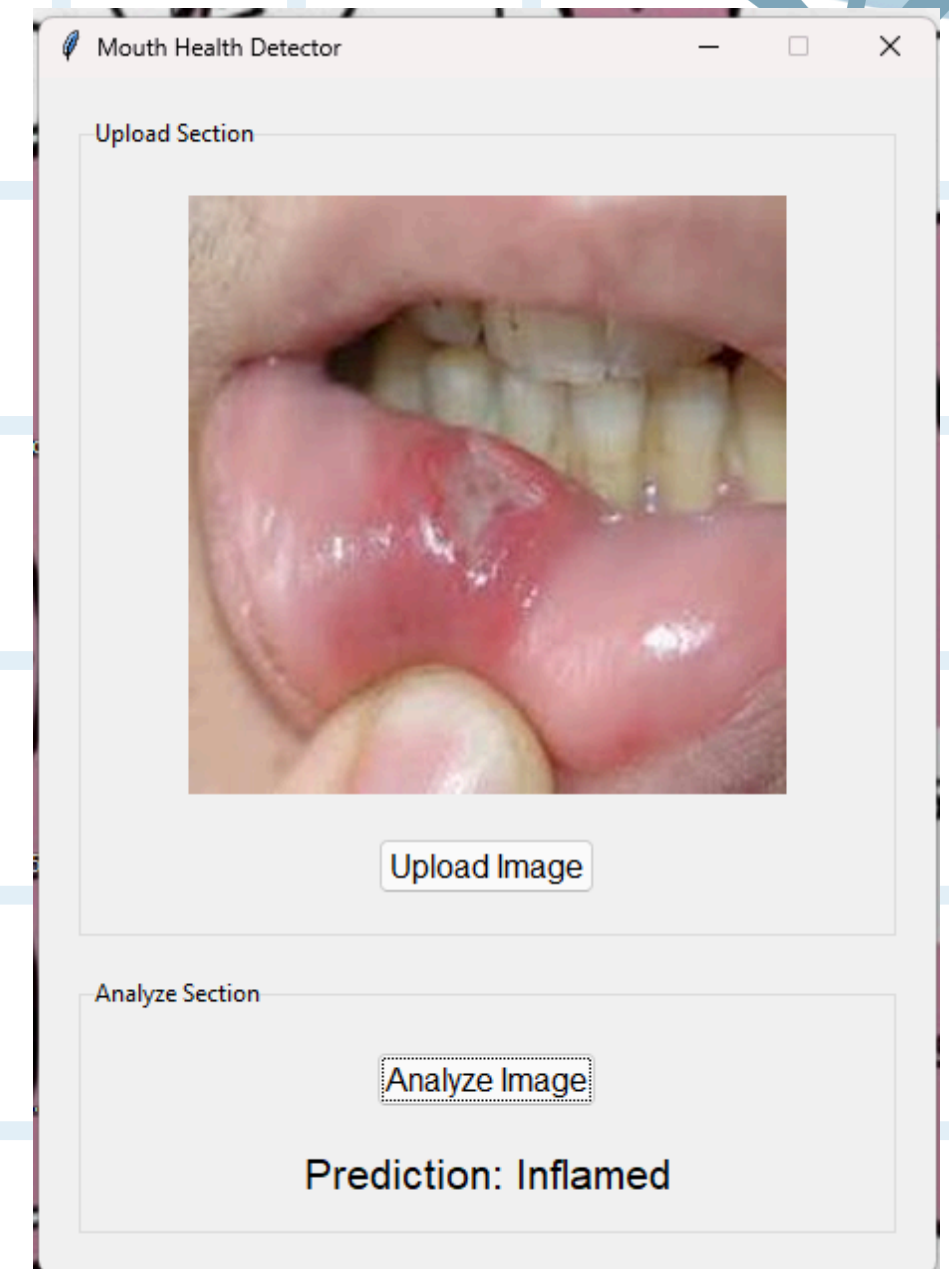 Mouth Health Detector
Upload Section
Upload Image
Analyze Section
Analyze Image
Prediction: Inflamed